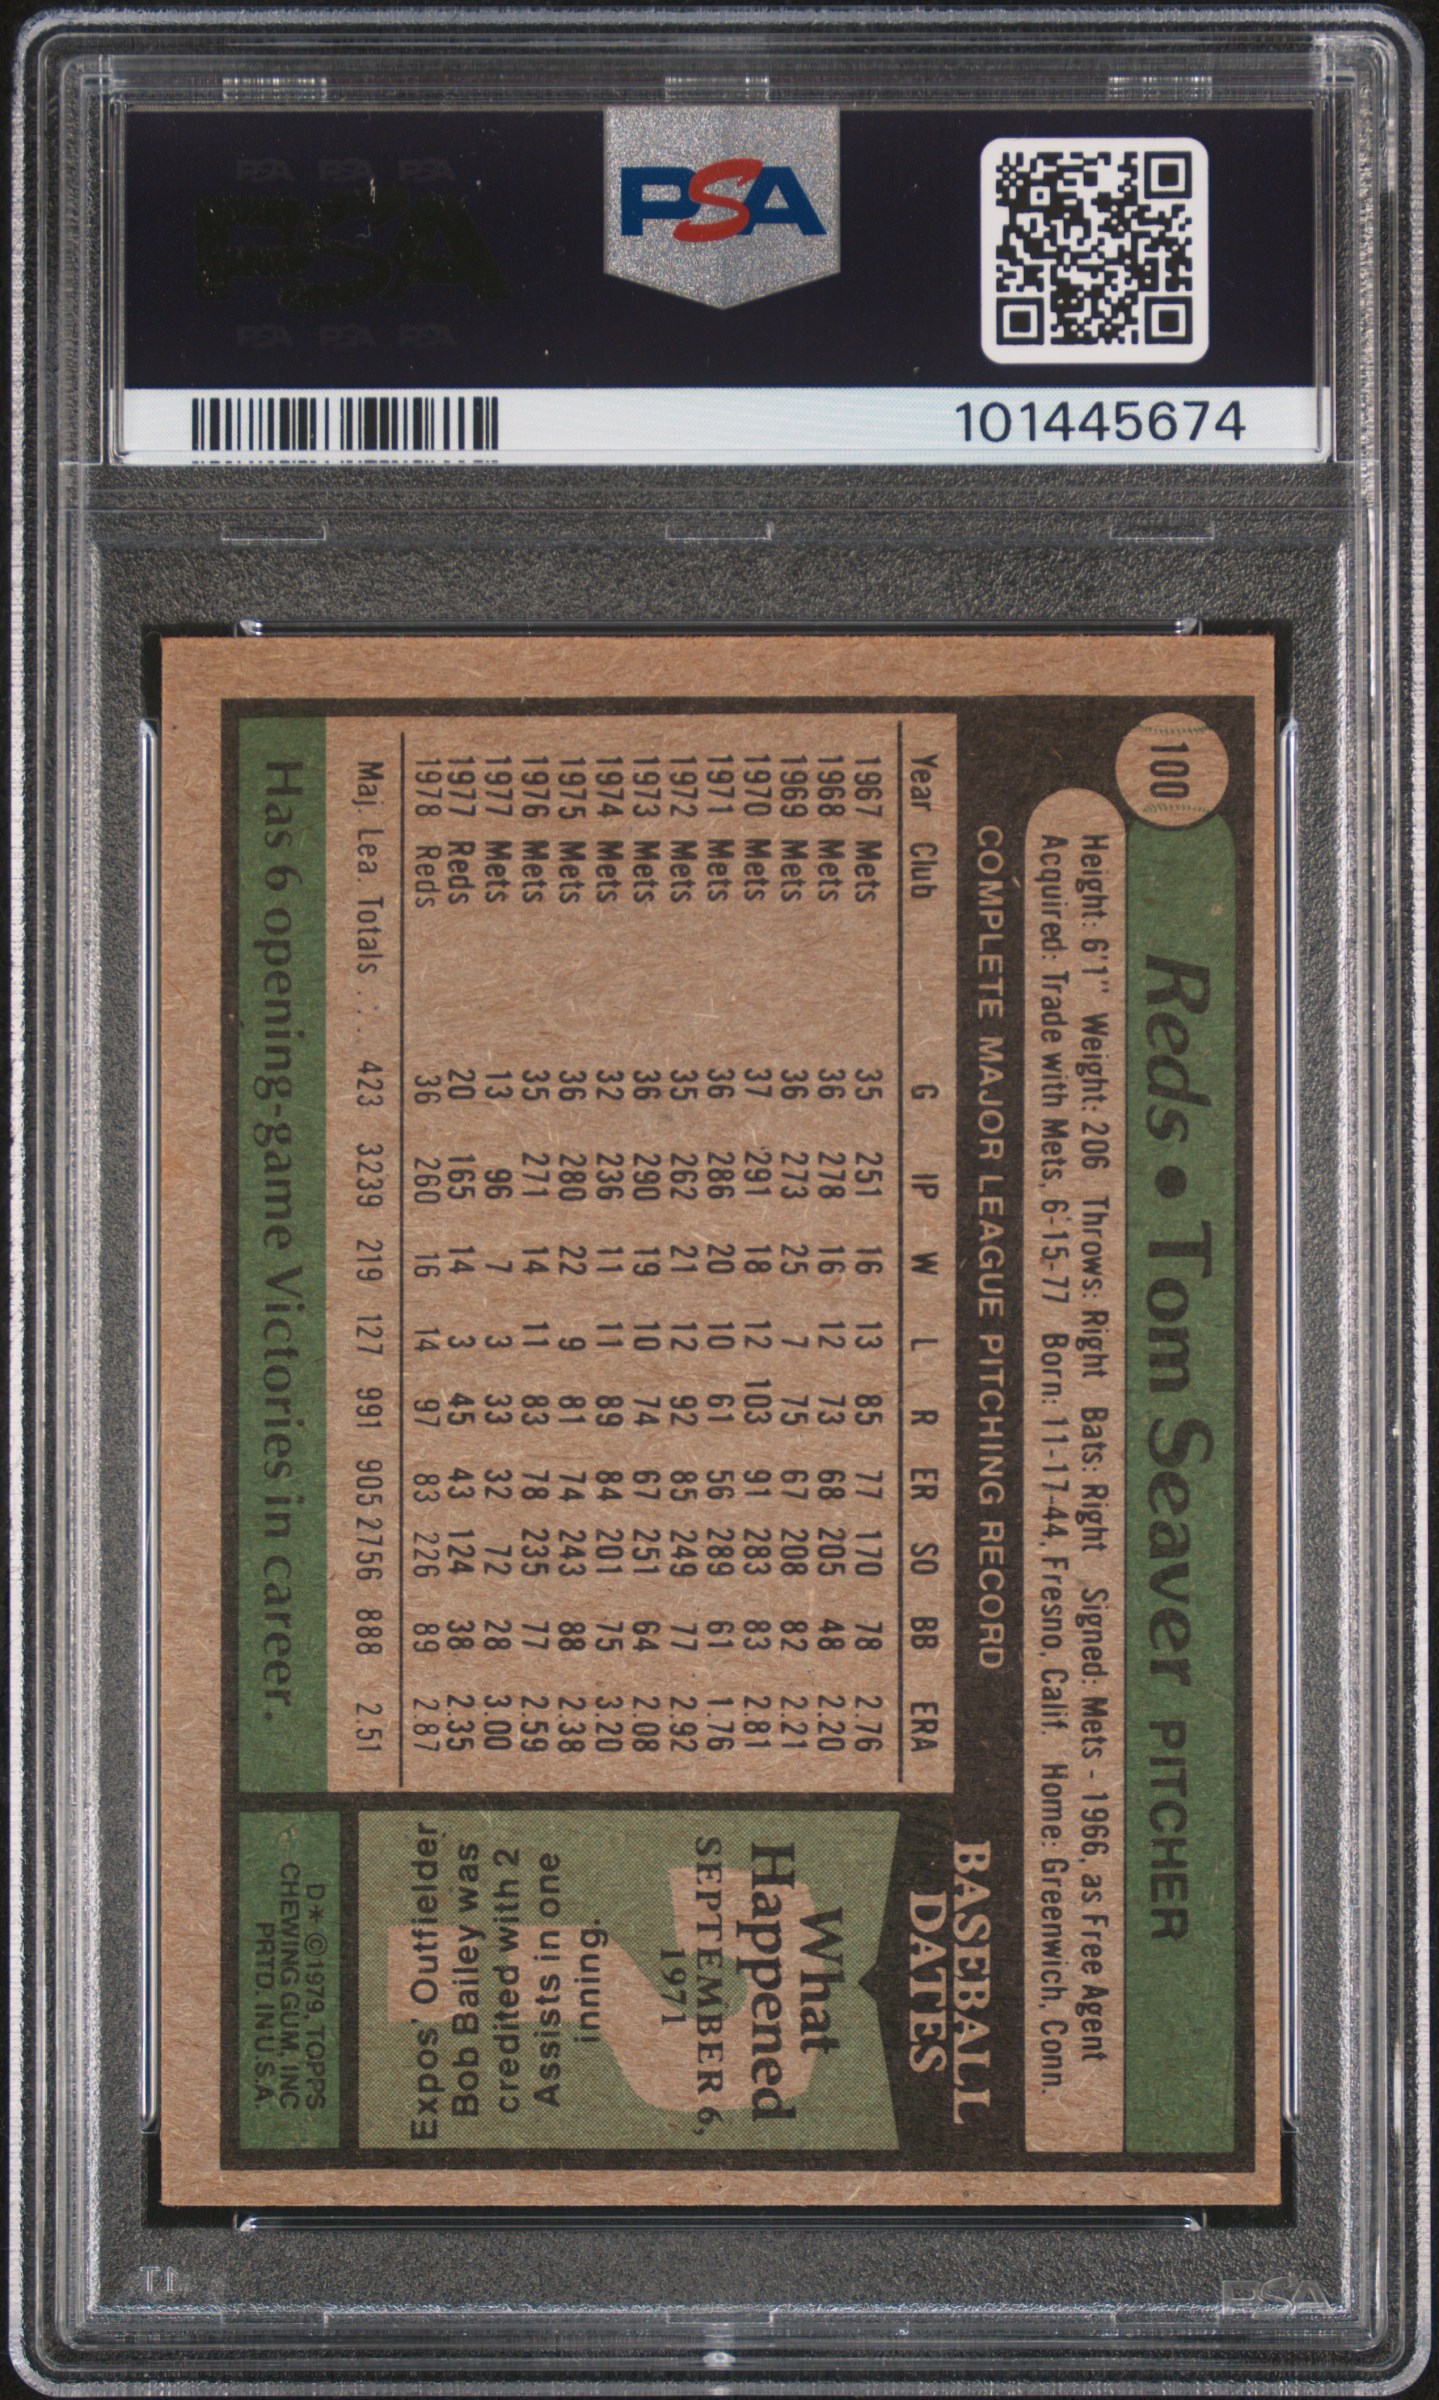 PSA PSA PSA
PSA
PSA PSA PSA
PSA
101445674
100
Reds • Tom Seaver PITCHER
Height: 6'1" Weight: 206 Throws: Right Bats: Right Signed: Mets - 1966, as Free Agent
Acquired: Trade with Mets, 6-15-77 Born: 11-17-44, Fresno, Calif. Home: Greenwich, Conn.
COMPLETE MAJOR LEAGUE PITCHING RECORD
Year Club G IP W L R ER SO BB ERA
1967 Mets 35 251 16 13 85 77 170 78 2.76
1968 Mets 36 278 16 12 73 68 205 48 2.20
1969 Mets 36 273 25 7 75 67 208 82 2.21
1970 Mets 37 291 18 12 103 91 283 83 2.81
1971 Mets 36 286 20 10 61 56 289 61 1.76
1972 Mets 35 262 21 12 92 85 249 77 2.92
1973 Mets 36 290 19 10 74 67 251 64 2.08
1974 Mets 32 236 11 11 89 84 201 75 3.20
1975 Mets 36 280 22 9 81 74 243 88 2.38
1976 Mets 35 271 14 11 83 78 235 77 2.59
1977 Mets 13 96 7 3 33 32 72 28 3.00
1977 Reds 20 165 14 3 45 43 124 38 2.35
1978 Reds 36 260 16 14 97 83 226 89 2.87
Maj. Lea. Totals . . . 423 3239 219 127 991 905 2756 888 2.51
Has 6 opening-game Victories in career.
BASEBALL
DATES
What
Happened
SEPTEMBER 6,
1971
Expos' Outfielder
Bob Bailey was
credited with 2
Assists in one
inning.
D* ©1979, TOPPS
CHEWING GUM, INC
PRTD. IN U.S.A.
T1
PSA